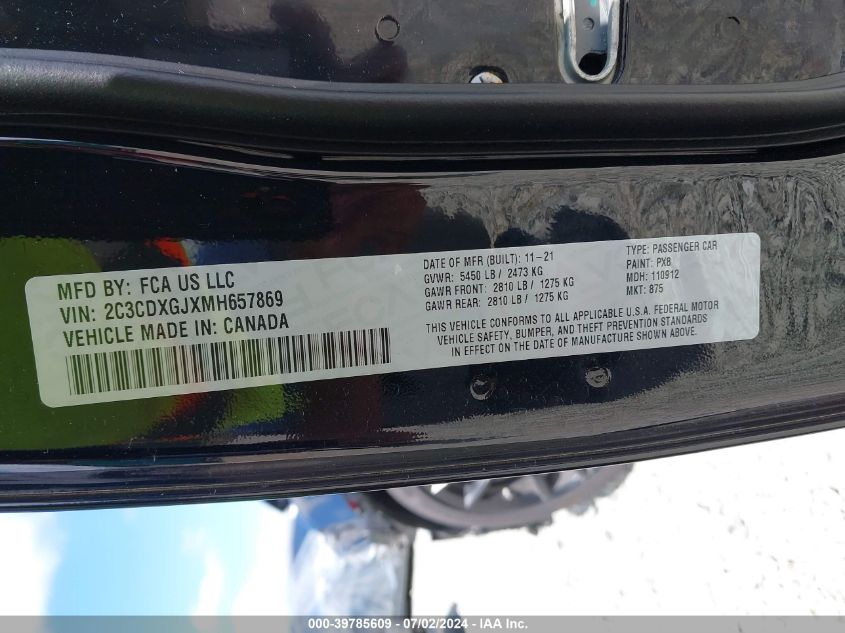 MFD BY: FCA US LLC
VIN: 2C3CDXGJXMH657869
VEHICLE MADE IN: CANADA
DATE OF MFR (BUILT): 11-21
GVWR: 5450 LB / 2473 KG
GAWR FRONT: 2810 LB / 1275 KG
GAWR REAR: 2810 LB / 1275 KG
TYPE: PASSENGER CAR
PAINT: PX8
MDH: 110912
MKT: 875
THIS VEHICLE CONFORMS TO ALL APPLICABLE U.S.A. FEDERAL MOTOR
VEHICLE SAFETY, BUMPER, AND THEFT PREVENTION STANDARDS
IN EFFECT ON THE DATE OF MANUFACTURE SHOWN ABOVE.
000-39785609 - 07/02/2024 - IAA Inc.